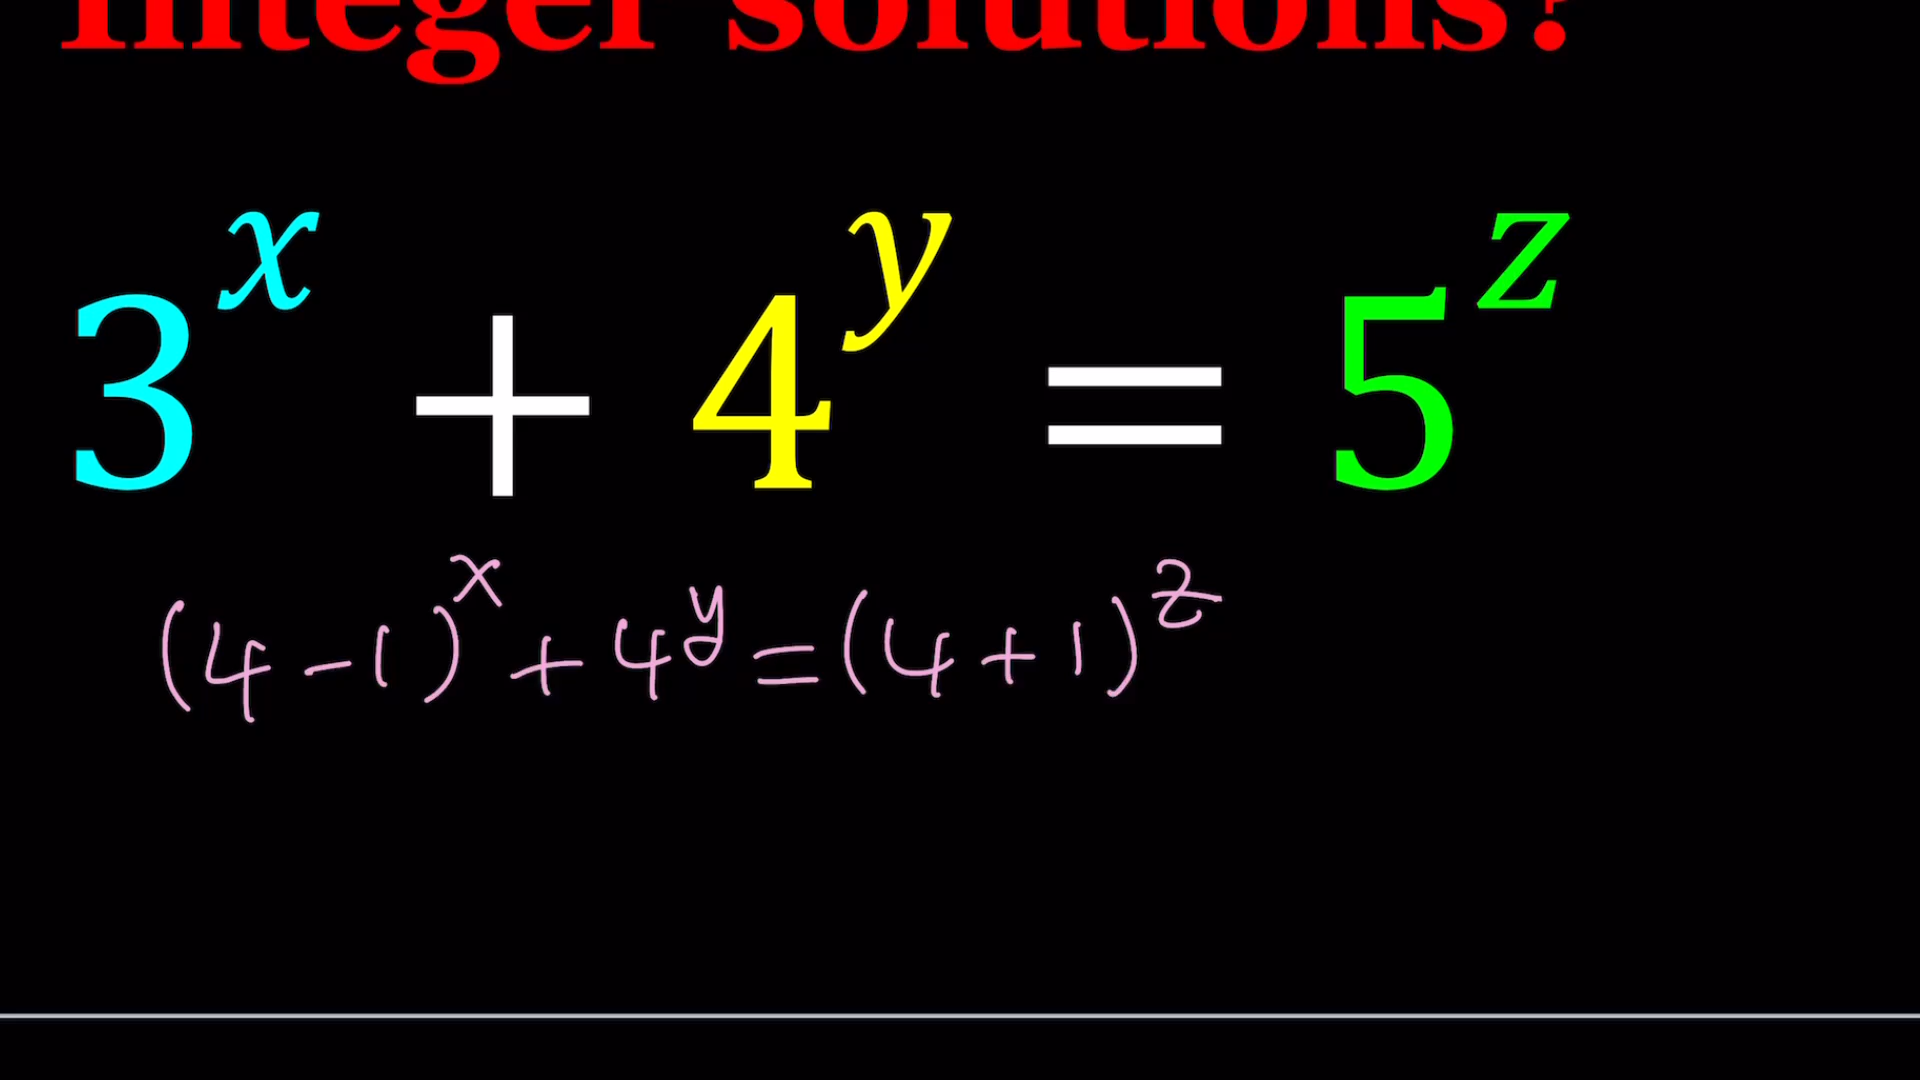 Integer solutions?
3^x + 4^y = 5^z
(4-1)^x + 4^y = (4+1)^z